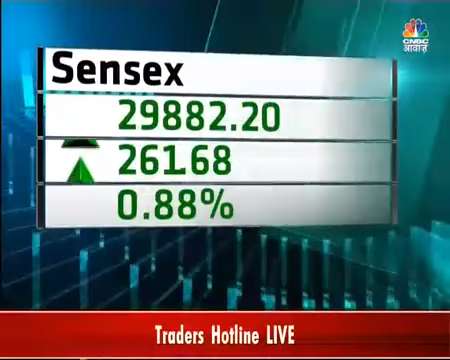 CNBC
आवाज़
Sensex
29882.20
261.68
0.88%
Traders Hotline LIVE